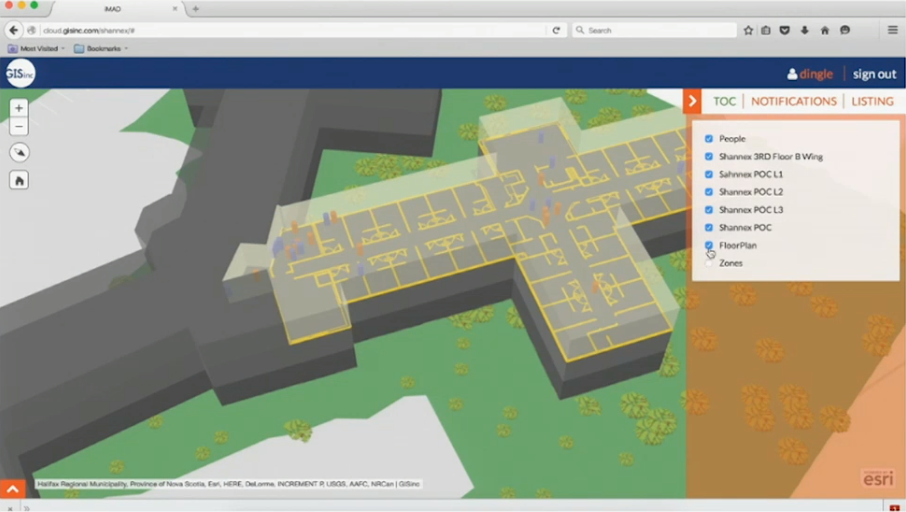 iMAD
cloud.gisinc.com/shannex/#
Search
Most Visited
Bookmarks
GISinc
dingle
sign out
TOC
NOTIFICATIONS
LISTING
People
Shannex 3RD Floor B Wing
Sahnnex POC L1
Shannex POC L2
Shannex POC L3
Shannex POC
FloorPlan
Zones
Halifax Regional Municipality, Province of Nova Scotia, Esri, HERE, DeLorme, INCREMENT P, USGS, AAFC, NRCan | GISinc
esri